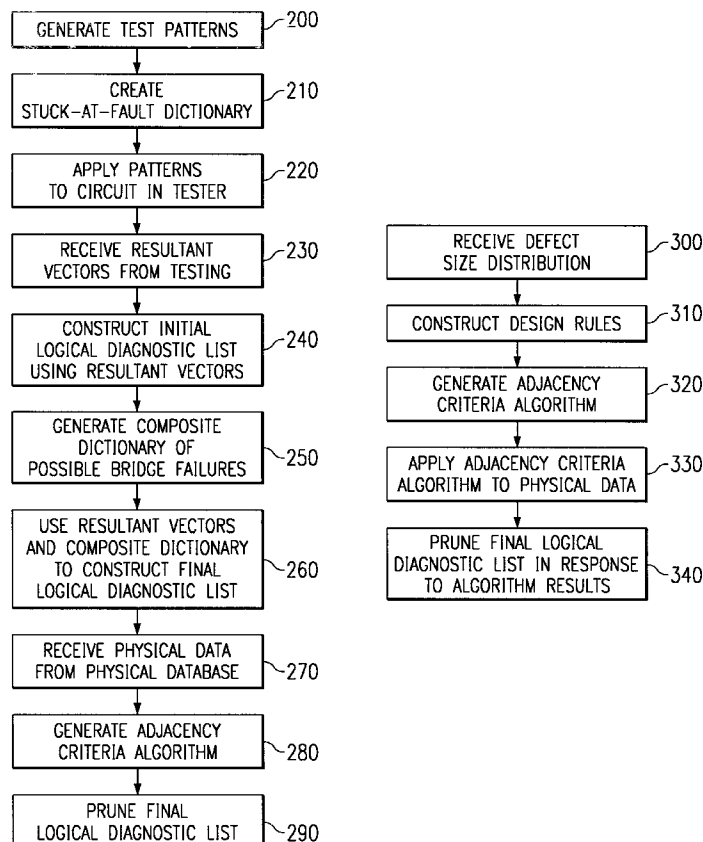 GENERATE TEST PATTERNS
200
CREATE
STUCK-AT-FAULT DICTIONARY
210
APPLY PATTERNS
TO CIRCUIT IN TESTER
220
RECEIVE RESULTANT
VECTORS FROM TESTING
230
CONSTRUCT INITIAL
LOGICAL DIAGNOSTIC LIST
USING RESULTANT VECTORS
240
GENERATE COMPOSITE
DICTIONARY OF
POSSIBLE BRIDGE FAILURES
250
USE RESULTANT VECTORS
AND COMPOSITE DICTIONARY
TO CONSTRUCT FINAL
LOGICAL DIAGNOSTIC LIST
260
RECEIVE PHYSICAL DATA
FROM PHYSICAL DATABASE
270
GENERATE ADJACENCY
CRITERIA ALGORITHM
280
PRUNE FINAL
LOGICAL DIAGNOSTIC LIST
290
RECEIVE DEFECT
SIZE DISTRIBUTION
300
CONSTRUCT DESIGN RULES
310
GENERATE ADJACENCY
CRITERIA ALGORITHM
320
APPLY ADJACENCY CRITERIA
ALGORITHM TO PHYSICAL DATA
330
PRUNE FINAL LOGICAL
DIAGNOSTIC LIST IN RESPONSE
TO ALGORITHM RESULTS
340